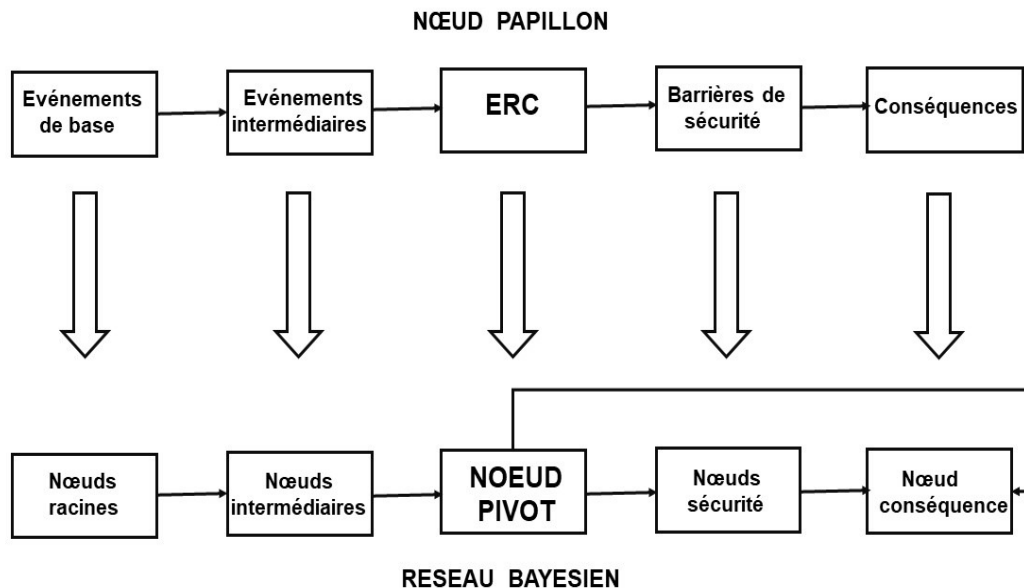 NŒUD PAPILLON
Evénements
de base
Evénements
intermédiaires
ERC
Barrières de
sécurité
Conséquences
Nœuds
racines
Nœuds
intermédiaires
NOEUD
PIVOT
Nœuds
sécurité
Nœud
conséquence
RESEAU BAYESIEN